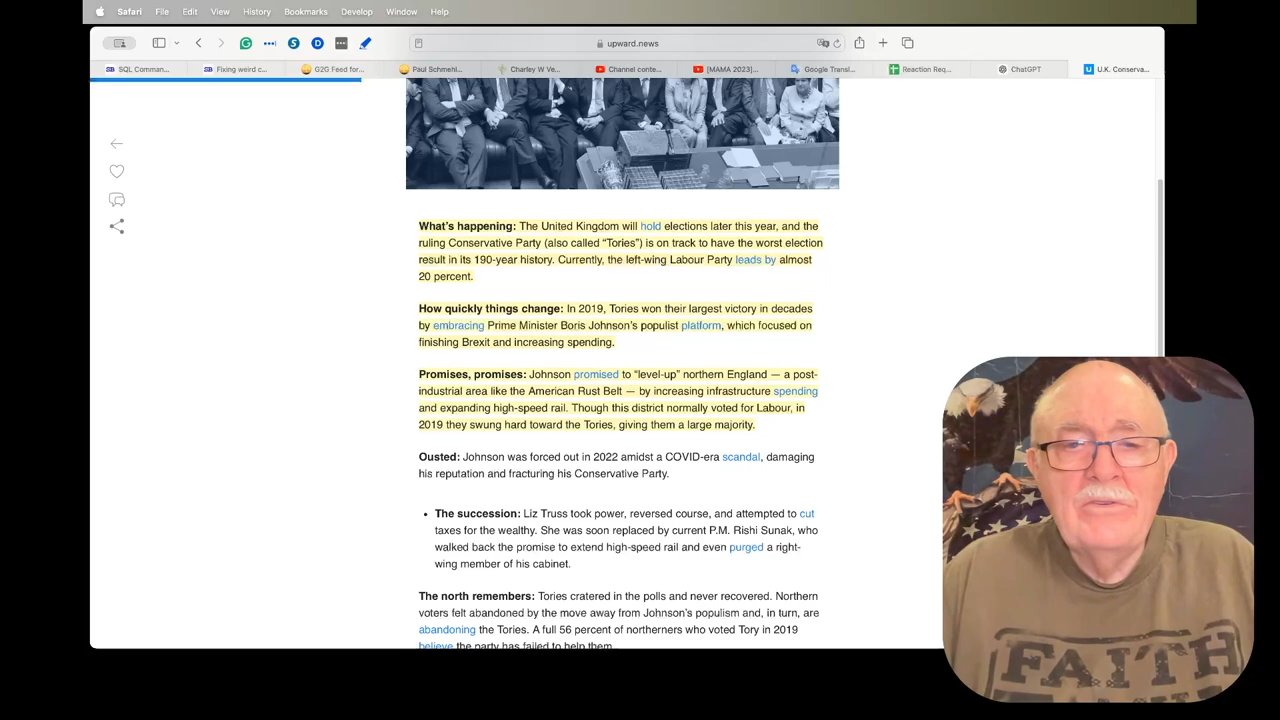 Safari File Edit View History Bookmarks Develop Window Help
upward.news
SQL Comman... Fixing weird c... G2G Feed for... Paul Schmehl... Charley W Ve... Channel conte... [MAMA 2023]... Google Transl... Reaction Req... ChatGPT U.K. Conserva...
What's happening: The United Kingdom will hold elections later this year, and the
ruling Conservative Party (also called “Tories”) is on track to have the worst election
result in its 190-year history. Currently, the left-wing Labour Party leads by almost
20 percent.
How quickly things change: In 2019, Tories won their largest victory in decades
by embracing Prime Minister Boris Johnson's populist platform, which focused on
finishing Brexit and increasing spending.
Promises, promises: Johnson promised to “level-up” northern England — a post-
industrial area like the American Rust Belt — by increasing infrastructure spending
and expanding high-speed rail. Though this district normally voted for Labour, in
2019 they swung hard toward the Tories, giving them a large majority.
Ousted: Johnson was forced out in 2022 amidst a COVID-era scandal, damaging
his reputation and fracturing his Conservative Party.
• The succession: Liz Truss took power, reversed course, and attempted to cut
taxes for the wealthy. She was soon replaced by current P.M. Rishi Sunak, who
walked back the promise to extend high-speed rail and even purged a right-
wing member of his cabinet.
The north remembers: Tories cratered in the polls and never recovered. Northern
voters felt abandoned by the move away from Johnson's populism and, in turn, are
abandoning the Tories. A full 56 percent of northerners who voted Tory in 2019
believe the party has failed to help them.
FAITH